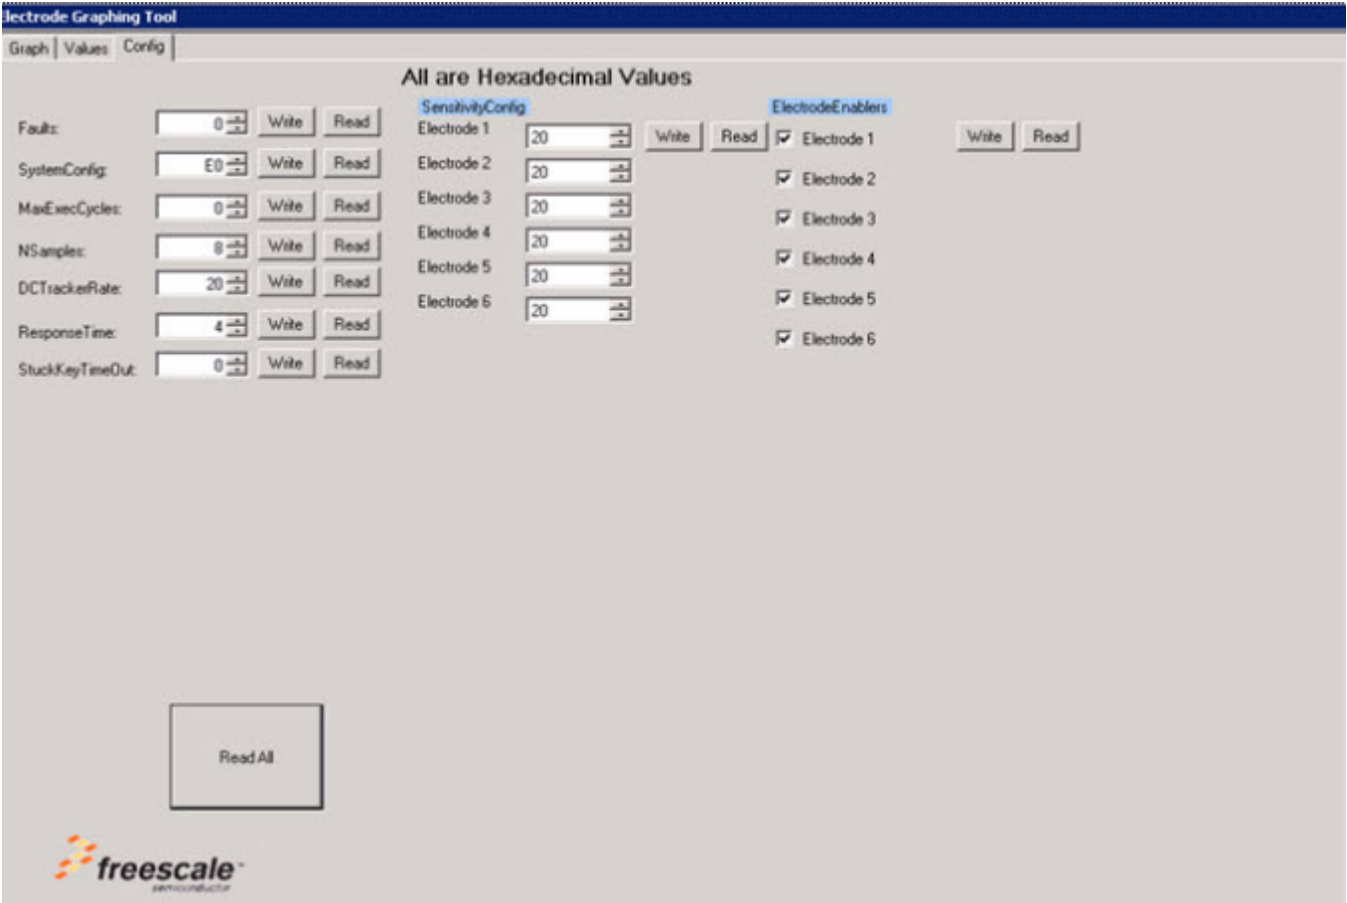 lectrode Graphing Tool
Graph Values Config
All are Hexadecimal Values
Faults: 0 Write Read
SystemConfig: E0 Write Read
MaxExecCycles: 0 Write Read
NSamples: 8 Write Read
DCTrackerRate: 20 Write Read
ResponseTime: 4 Write Read
StuckKeyTimeOut: 0 Write Read
SensitivityConfig
Electrode 1 20 Write Read
Electrode 2 20
Electrode 3 20
Electrode 4 20
Electrode 5 20
Electrode 6 20
ElectrodeEnablers
Electrode 1 Write Read
Electrode 2
Electrode 3
Electrode 4
Electrode 5
Electrode 6
Read All
freescale™
semiconductor